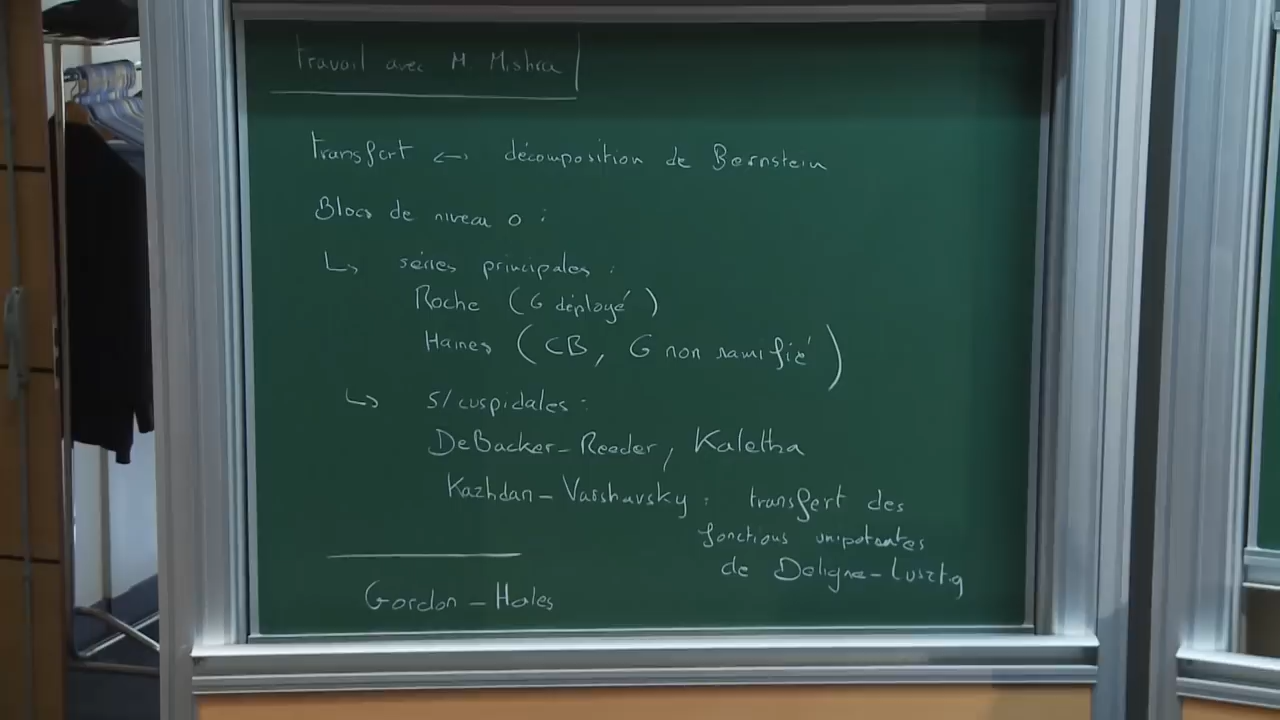 travail avec M Mishra
transfert ↔ décomposition de Bernstein
Blocs de niveau 0 :
↳ séries principales :
Roche (G déployé)
Haines (CB, G non ramifié)
↳ s/cuspidales :
DeBacker-Reeder, Kaletha
Kazhdan-Varshavsky : transfert des
fonctions unipotentes
de Deligne-Lusztig
Gordon-Hales